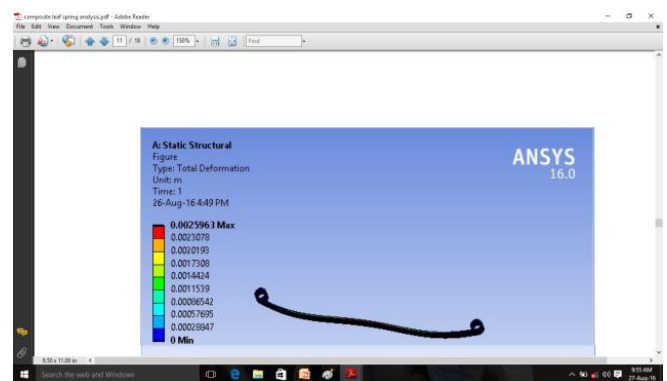 composite leaf spring analysis.pdf - Adobe Reader
File Edit View Document Tools Window Help
11 / 18 150% Find
A: Static Structural
Figure
Type: Total Deformation
Unit: m
Time: 1
26-Aug-16 4:49 PM
ANSYS
16.0
0.0025963 Max
0.0023078
0.0020193
0.0017308
0.0014424
0.0011539
0.00086542
0.00057695
0.00028847
0 Min
8.50 x 11.00 in
Search the web and Windows
9:55 AM
27-Aug-16